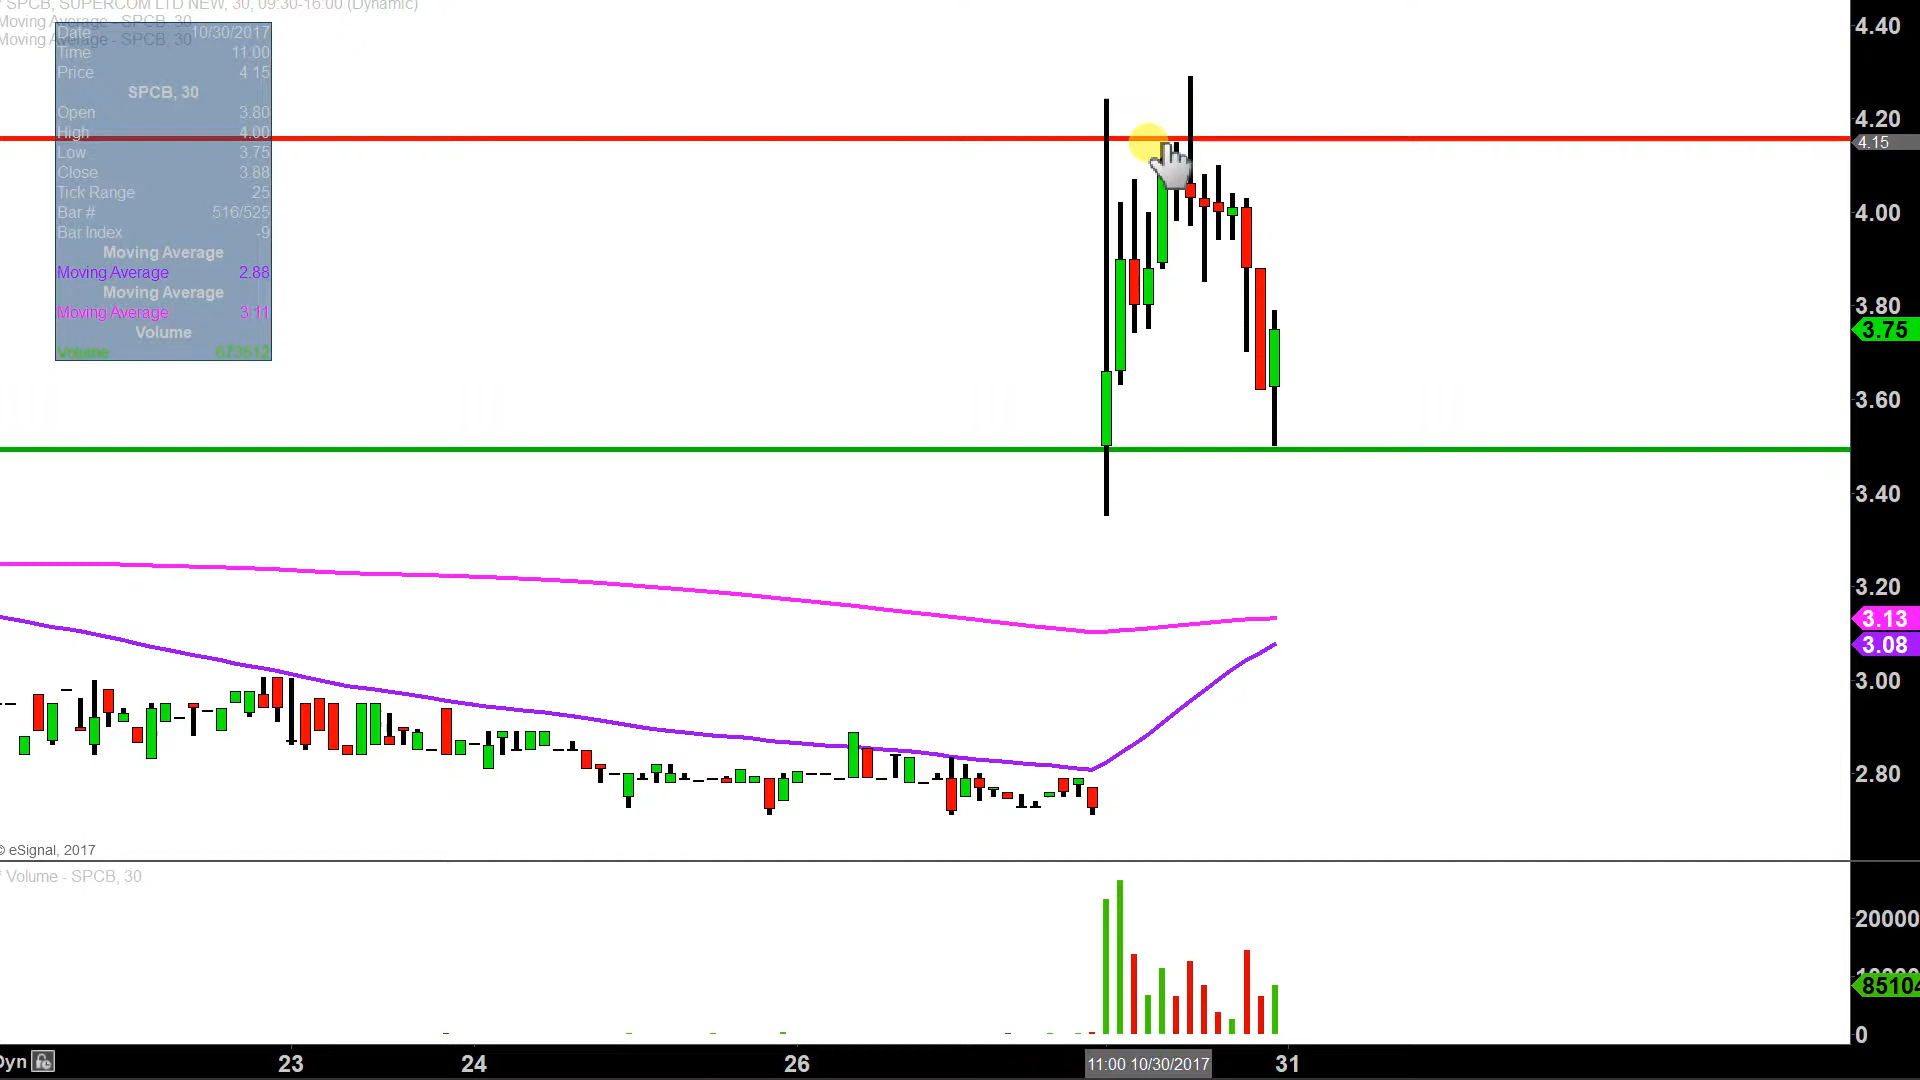 SPCB, SUPERCOM LTD NEW, 30, 09:30-16:00 (Dynamic)
Moving Average - SPCB, 30
Moving Average - SPCB, 30
Date 10/30/2017
Time 11:00
Price 4.15
SPCB, 30
Open 3.80
High 4.00
Low 3.75
Close 3.88
Tick Range 25
Bar # 516/525
Bar Index -9
Moving Average
Moving Average 2.88
Moving Average
Moving Average 3.11
Volume
Volume 673512
4.40
4.20
4.15
4.00
3.80
3.75
3.60
3.40
3.20
3.13
3.08
3.00
2.80
© eSignal, 2017
* Volume - SPCB, 30
20000
85104
0
Dyn
23
24
26
11:00 10/30/2017
31